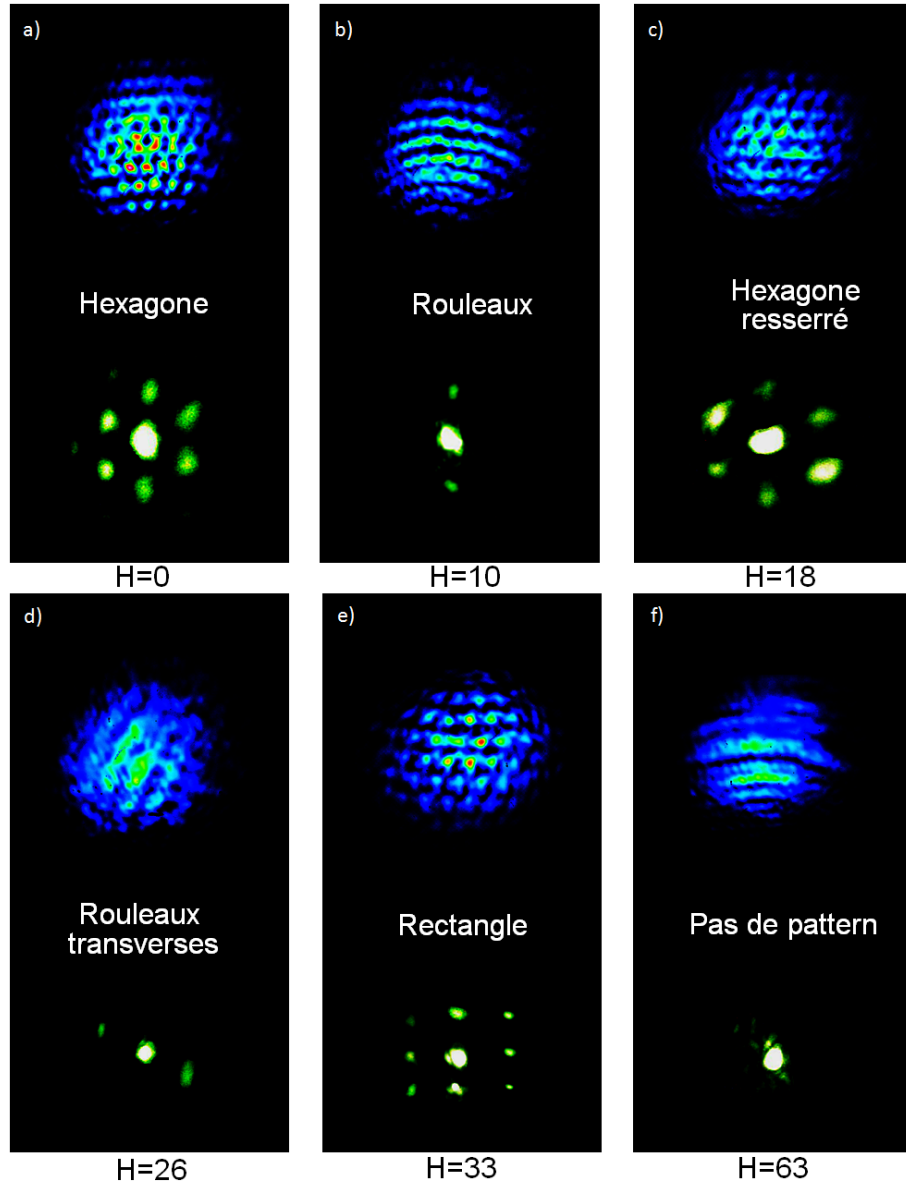 a)
b)
c)
Hexagone
Rouleaux
Hexagone
resserré
H=0
H=10
H=18
d)
e)
f)
Rouleaux
transverses
Rectangle
Pas de pattern
H=26
H=33
H=63